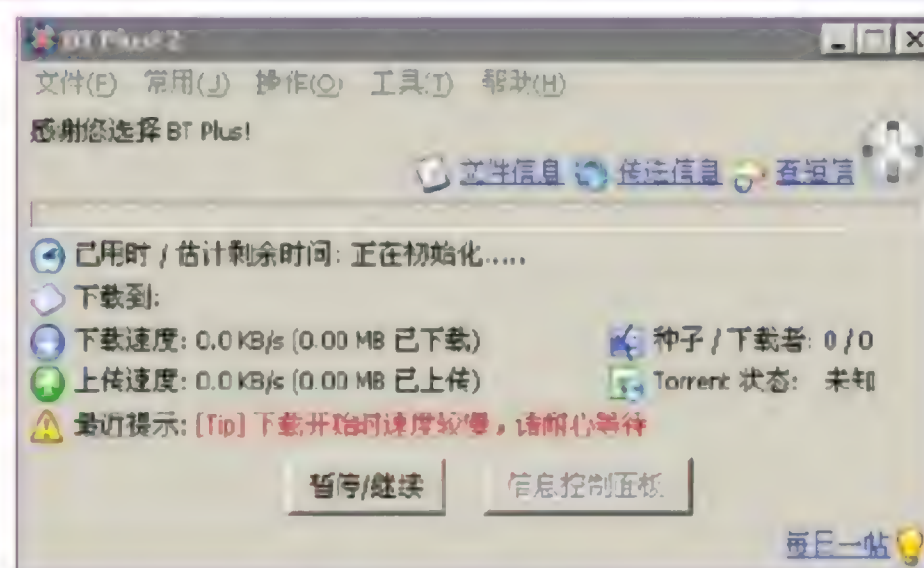 BT Plus! 2
文件(F) 常用(J) 操作(O) 工具(T) 帮助(H)
感谢您选择 BT Plus!
文件信息 传连信息 查短信
已用时 / 估计剩余时间: 正在初始化.....
下载到:
下载速度: 0.0 KB/s (0.00 MB 已下载) 种子 / 下载者: 0 / 0
上传速度: 0.0 KB/s (0.00 MB 已上传) Torrent 状态: 未知
最近提示: [Tip] 下载开始时速度较慢，请耐心等待
暂停/继续 信息控制面板
每日一帖